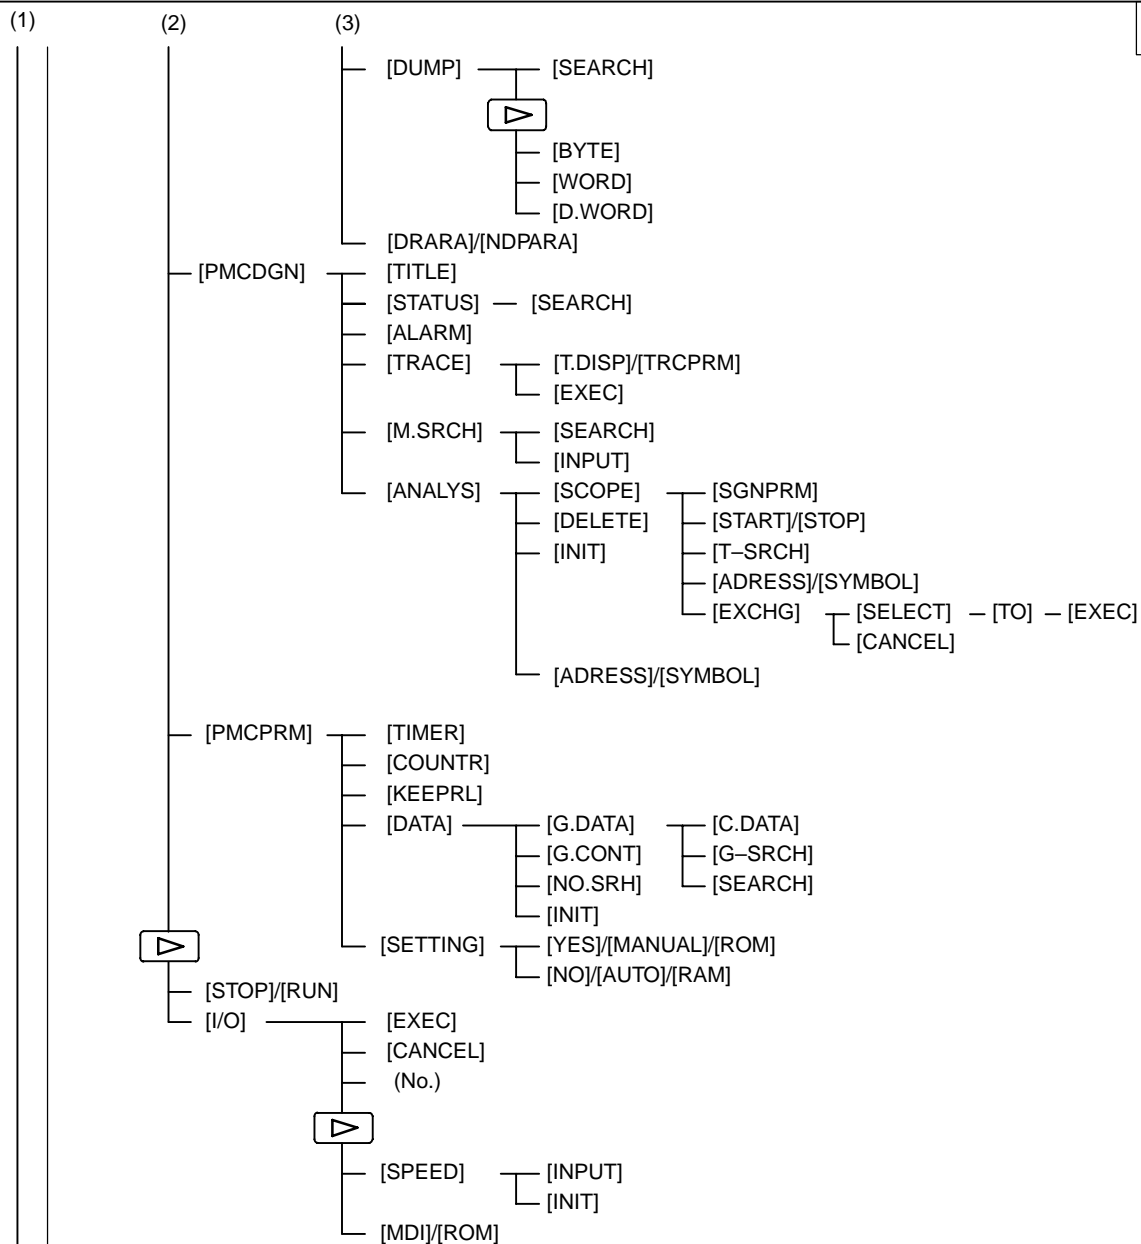 (1) (2) (3)
[DUMP] [SEARCH]
[BYTE]
[WORD]
[D.WORD]
[DRARA]/[NDPARA]
[PMCDGN] [TITLE]
[STATUS] [SEARCH]
[ALARM]
[TRACE] [T.DISP]/[TRCPRM]
[EXEC]
[M.SRCH] [SEARCH]
[INPUT]
[ANALYS] [SCOPE] [SGNPRM]
[DELETE] [START]/[STOP]
[INIT] [T–SRCH]
[ADRESS]/[SYMBOL]
[EXCHG] [SELECT] [TO] [EXEC]
[CANCEL]
[ADRESS]/[SYMBOL]
[PMCPRM] [TIMER]
[COUNTR]
[KEEPRL]
[DATA] [G.DATA] [C.DATA]
[G.CONT] [G–SRCH]
[NO.SRH] [SEARCH]
[INIT]
[SETTING] [YES]/[MANUAL]/[ROM]
[NO]/[AUTO]/[RAM]
[STOP]/[RUN]
[I/O] [EXEC]
[CANCEL]
(No.)
[SPEED] [INPUT]
[INIT]
[MDI]/[ROM]